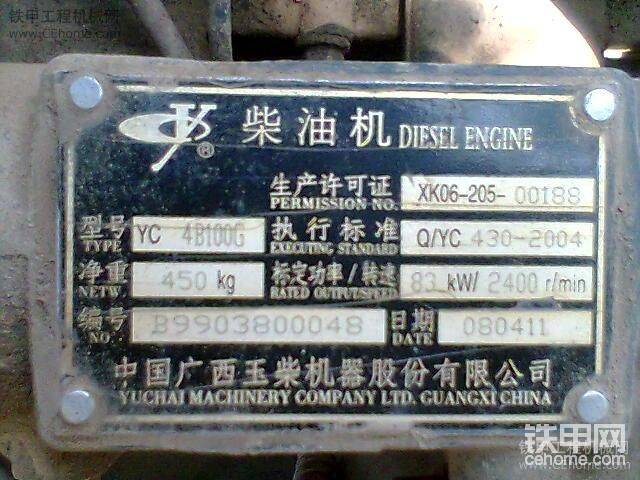 铁甲工程机械网
www.CEhome.com
柴油机 DIESEL ENGINE
生产许可证 PERMISSION NO. XK06-205-00188
型号 TYPE YC 4B100G 执行标准 EXECUTING STANDARD Q/YC 430-2004
净重 NETW. 450 kg 标定功率/转速 RATED OUTPUT/SPEED 83 kW/ 2400 r/min
编号 NO. B9903800048 日期 DATE 080411
中国广西玉柴机器股份有限公司
YUCHAI MACHINERY COMPANY LTD. GUANGXI CHINA
铁甲网
cehome.com